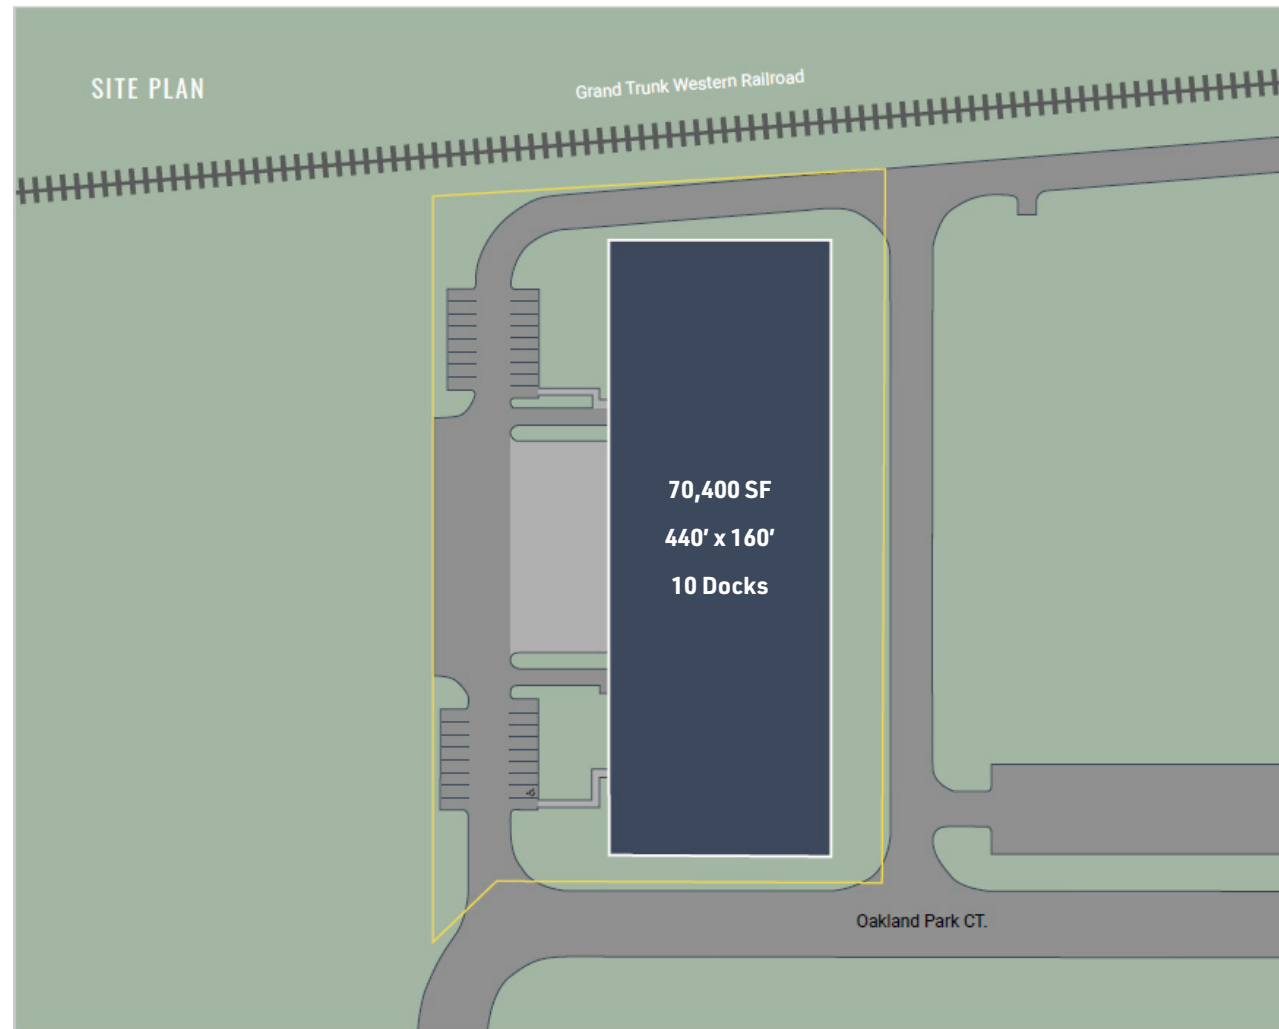 SITE PLAN
Grand Trunk Western Railroad
70,400 SF
440' x 160'
10 Docks
Oakland Park CT.